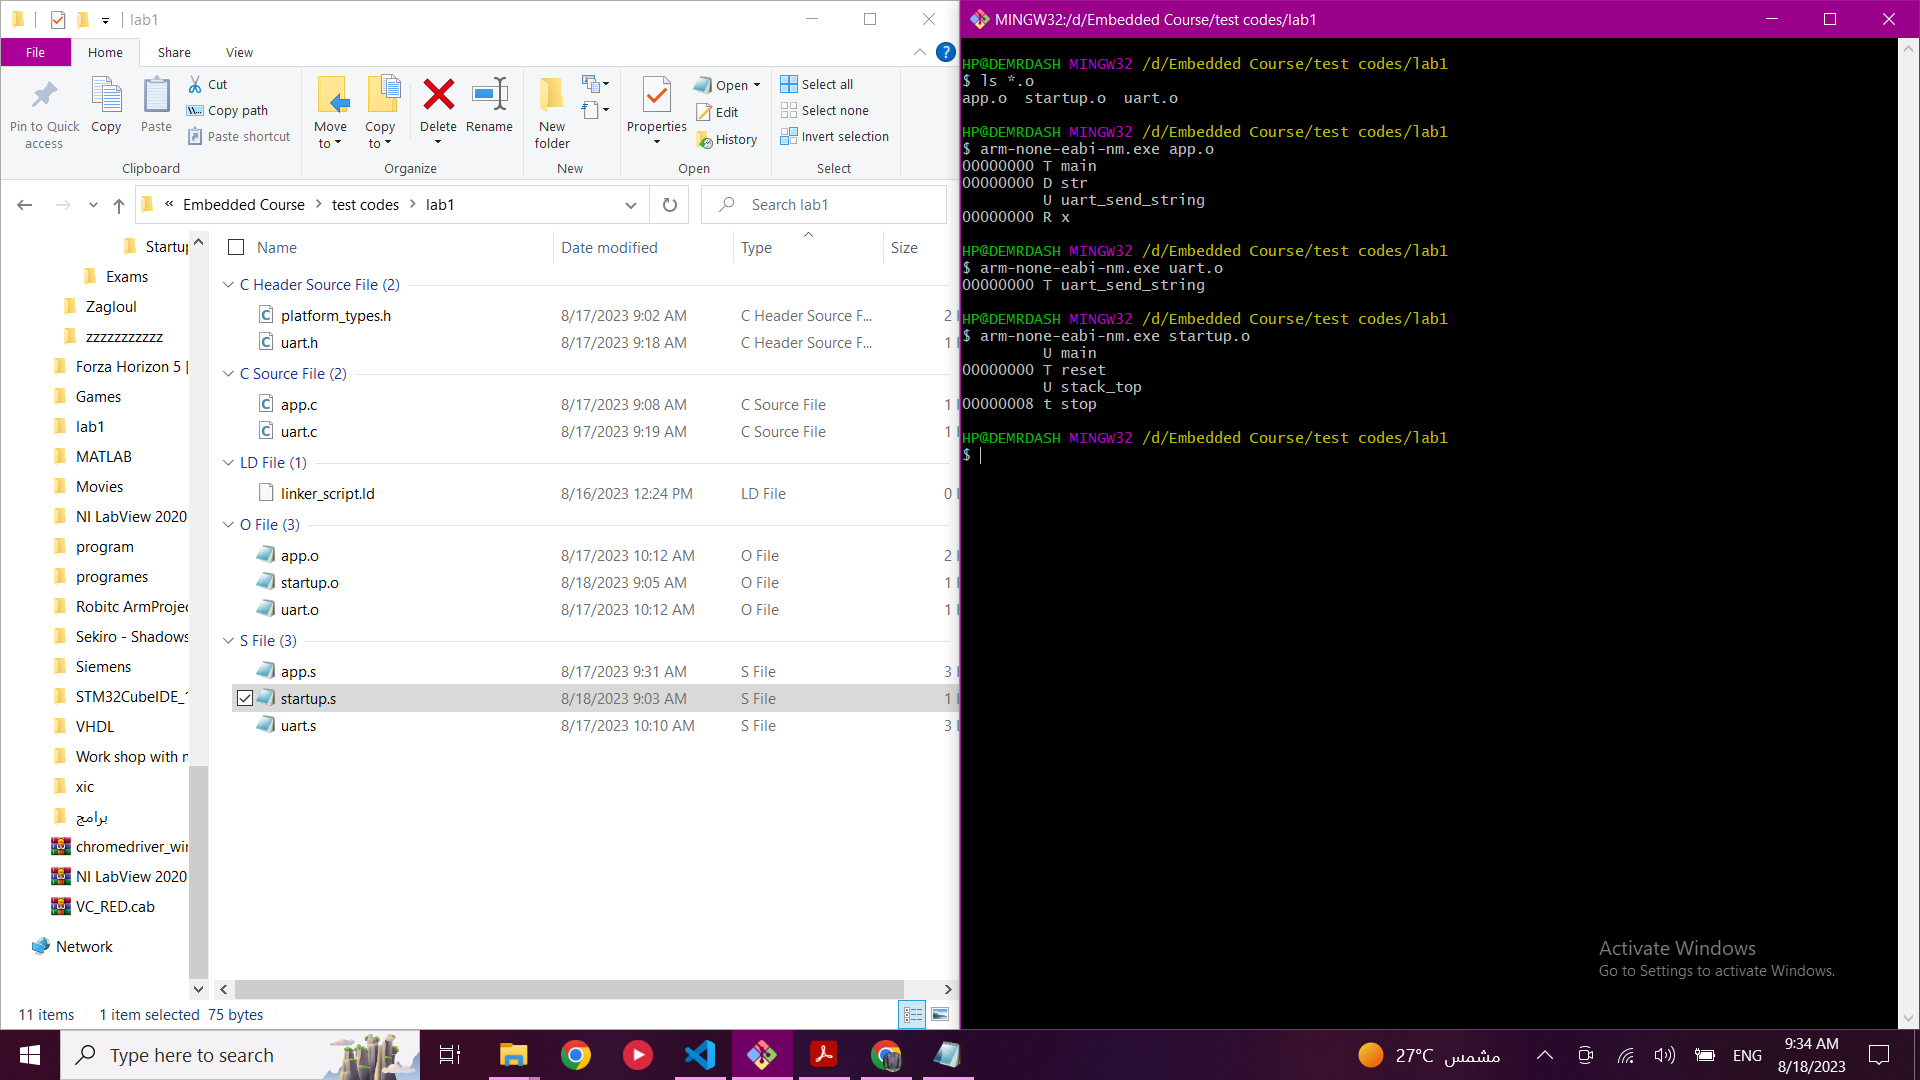 lab1
File
Home
Share
View
Pin to Quick access
Copy
Paste
Cut
Copy path
Paste shortcut
Clipboard
Move to
Copy to
Delete
Rename
Organize
New folder
New
Properties
Open
Edit
History
Open
Select all
Select none
Invert selection
Select
« Embedded Course > test codes > lab1
Search lab1
Startup
Exams
Zagloul
zzzzzzzzzzz
Forza Horizon 5 [
Games
lab1
MATLAB
Movies
NI LabView 2020
program
programes
Robitc ArmProjec
Sekiro - Shadows
Siemens
STM32CubeIDE_1
VHDL
Work shop with m
xic
برامج
chromedriver_win
NI LabView 2020
VC_RED.cab
Network
Name Date modified Type Size
C Header Source File (2)
platform_types.h 8/17/2023 9:02 AM C Header Source F... 2
uart.h 8/17/2023 9:18 AM C Header Source F... 1
C Source File (2)
app.c 8/17/2023 9:08 AM C Source File 1
uart.c 8/17/2023 9:19 AM C Source File 1
LD File (1)
linker_script.ld 8/16/2023 12:24 PM LD File 0
O File (3)
app.o 8/17/2023 10:12 AM O File 2
startup.o 8/18/2023 9:05 AM O File 1
uart.o 8/17/2023 10:12 AM O File 1
S File (3)
app.s 8/17/2023 9:31 AM S File 3
startup.s 8/18/2023 9:03 AM S File 1
uart.s 8/17/2023 10:10 AM S File 3
11 items 1 item selected 75 bytes
MINGW32:/d/Embedded Course/test codes/lab1
HP@DEMRDASH MINGW32 /d/Embedded Course/test codes/lab1
$ ls *.o
app.o startup.o uart.o
HP@DEMRDASH MINGW32 /d/Embedded Course/test codes/lab1
$ arm-none-eabi-nm.exe app.o
00000000 T main
00000000 D str
U uart_send_string
00000000 R x
HP@DEMRDASH MINGW32 /d/Embedded Course/test codes/lab1
$ arm-none-eabi-nm.exe uart.o
00000000 T uart_send_string
HP@DEMRDASH MINGW32 /d/Embedded Course/test codes/lab1
$ arm-none-eabi-nm.exe startup.o
U main
00000000 T reset
U stack_top
00000008 t stop
HP@DEMRDASH MINGW32 /d/Embedded Course/test codes/lab1
$
Activate Windows
Go to Settings to activate Windows.
Type here to search
27°C مشمس
ENG
9:34 AM
8/18/2023